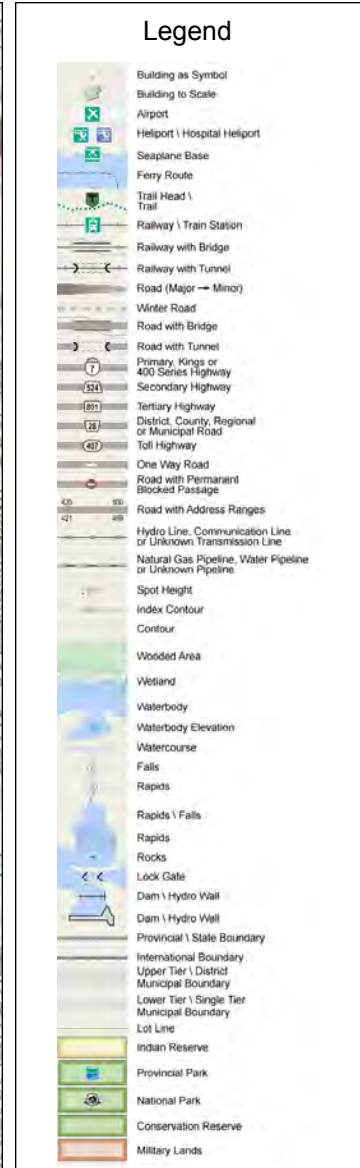 Legend
Building as Symbol
Building to Scale
Airport
Heliport \ Hospital Heliport
Seaplane Base
Ferry Route
Trail Head \
Trail
Railway \ Train Station
Railway with Bridge
Railway with Tunnel
Road (Major → Minor)
Winter Road
Road with Bridge
Road with Tunnel
7
Primary, Kings or
400 Series Highway
524
Secondary Highway
801
Tertiary Highway
28
District, County, Regional
or Municipal Road
407
Toll Highway
One Way Road
Road with Permanent
Blocked Passage
Road with Address Ranges
Hydro Line, Communication Line
or Unknown Transmission Line
Natural Gas Pipeline, Water Pipeline
or Unknown Pipeline
Spot Height
Index Contour
Contour
Wooded Area
Wetland
Waterbody
Waterbody Elevation
Watercourse
Falls
Rapids
Rapids \ Falls
Rapids
Rocks
Lock Gate
Dam \ Hydro Wall
Dam \ Hydro Wall
Provincial \ State Boundary
International Boundary
Upper Tier \ District
Municipal Boundary
Lower Tier \ Single Tier
Municipal Boundary
Lot Line
Indian Reserve
Provincial Park
National Park
Conservation Reserve
Military Lands